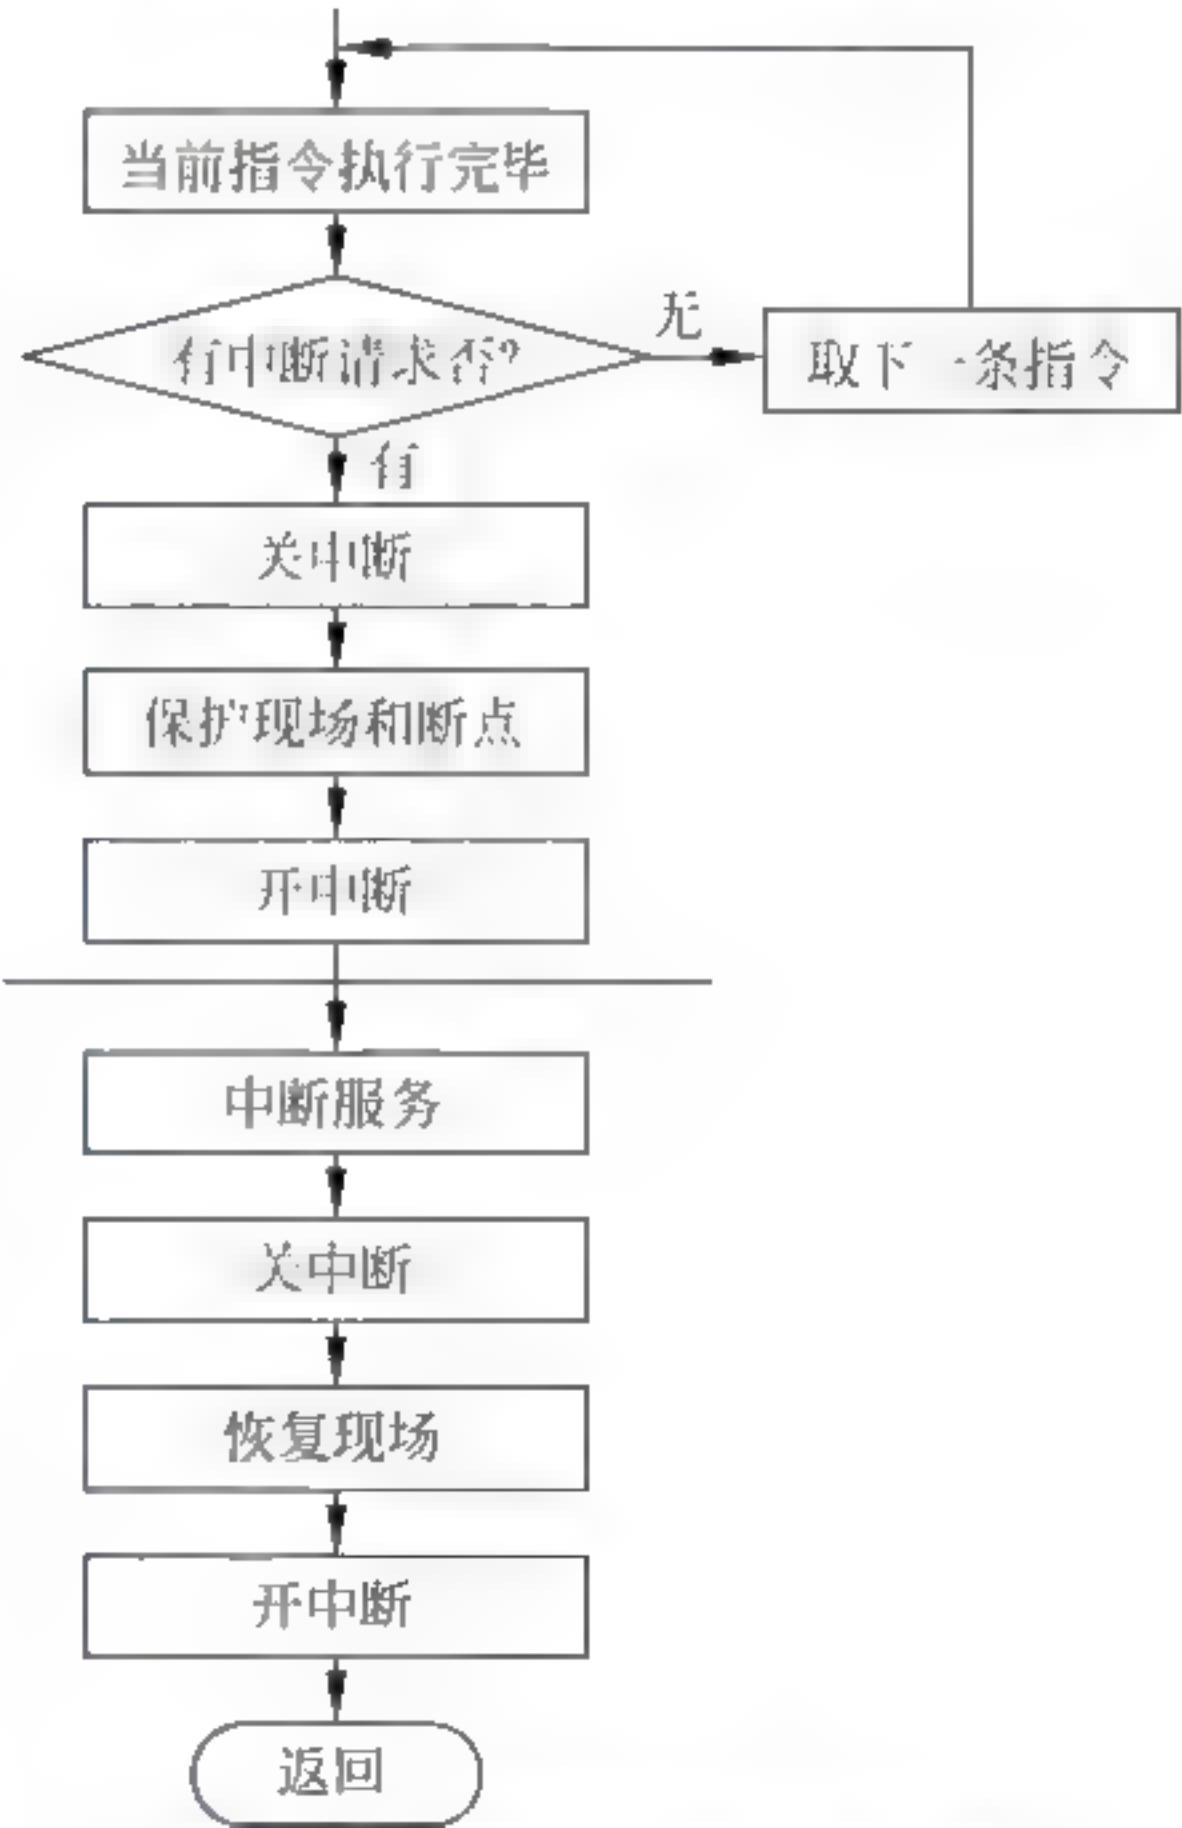 当前指令执行完毕
有中断请求否?
无
取下一条指令
有
关中断
保护现场和断点
开中断
中断服务
关中断
恢复现场
开中断
返回